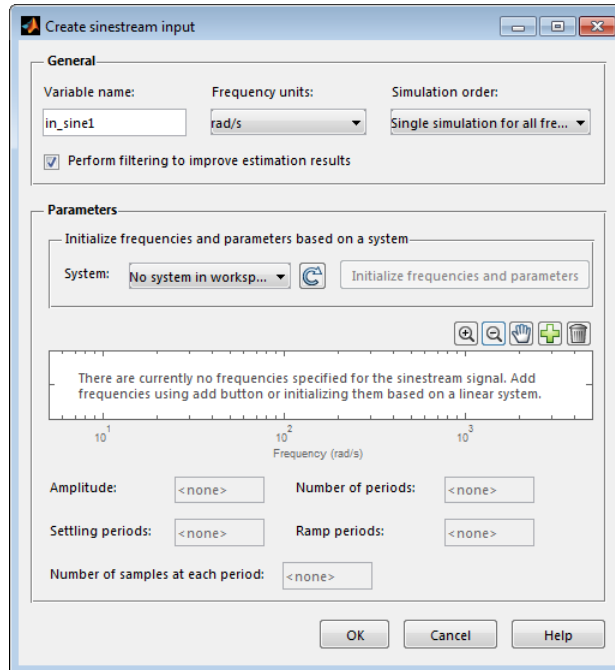 Create sinestream input
General
Variable name: Frequency units: Simulation order:
in_sine1 rad/s Single simulation for all fre...
Perform filtering to improve estimation results
Parameters
Initialize frequencies and parameters based on a system
System: No system in worksp... Initialize frequencies and parameters
There are currently no frequencies specified for the sinestream signal. Add
frequencies using add button or initializing them based on a linear system.
10^1 10^2 10^3
Frequency (rad/s)
Amplitude: <none> Number of periods: <none>
Settling periods: <none> Ramp periods: <none>
Number of samples at each period: <none>
OK Cancel Help